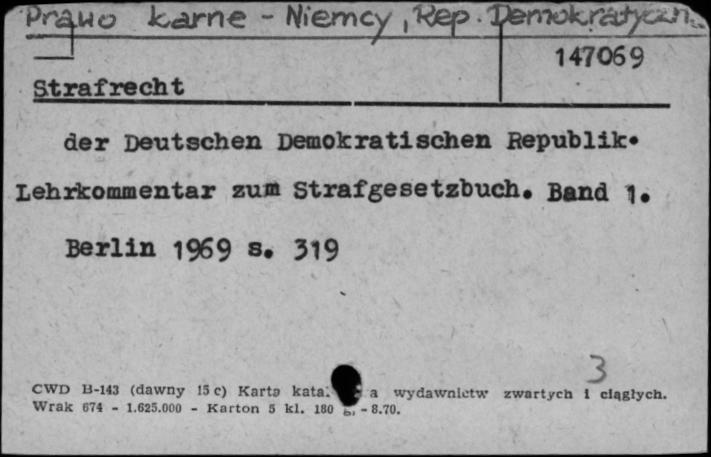 Prawo karne - Niemcy, Rep. Demokratyczn.
147069
Strafrecht
der Deutschen Demokratischen Republik.
Lehrkommentar zum Strafgesetzbuch. Band 1.
Berlin 1969 s. 319
3
CWD B-143 (dawny 15 c) Karta kata a wydawnictw zwartych i ciągłych.
Wrak 674 - 1.625.000 - Karton 5 kl. 180 g, - 8.70.